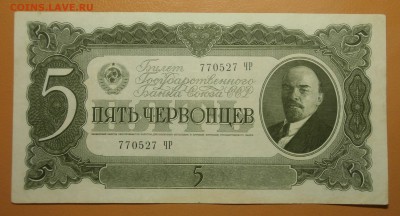 COINS.LAVE.RU
Билет
Государственного
Банка Союза ССР
770527 ЧР
5
ПЯТЬ ЧЕРВОНЦЕВ
770527 ЧР
5